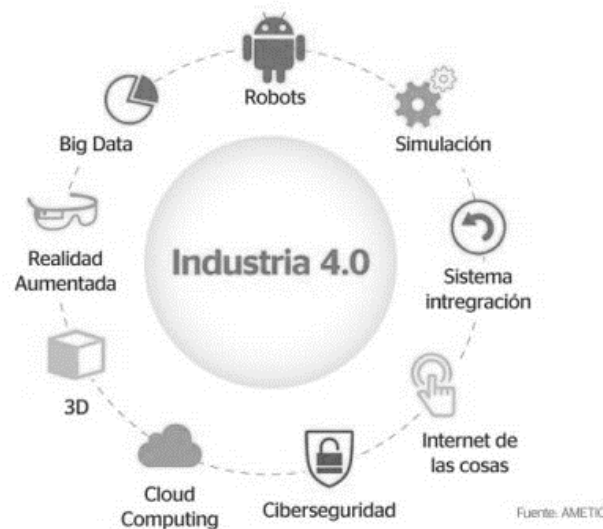 Robots
Simulación
Sistema
intregración
Internet de
las cosas
Ciberseguridad
Cloud
Computing
3D
Realidad
Aumentada
Big Data
Industria 4.0
Fuente: AMETIC